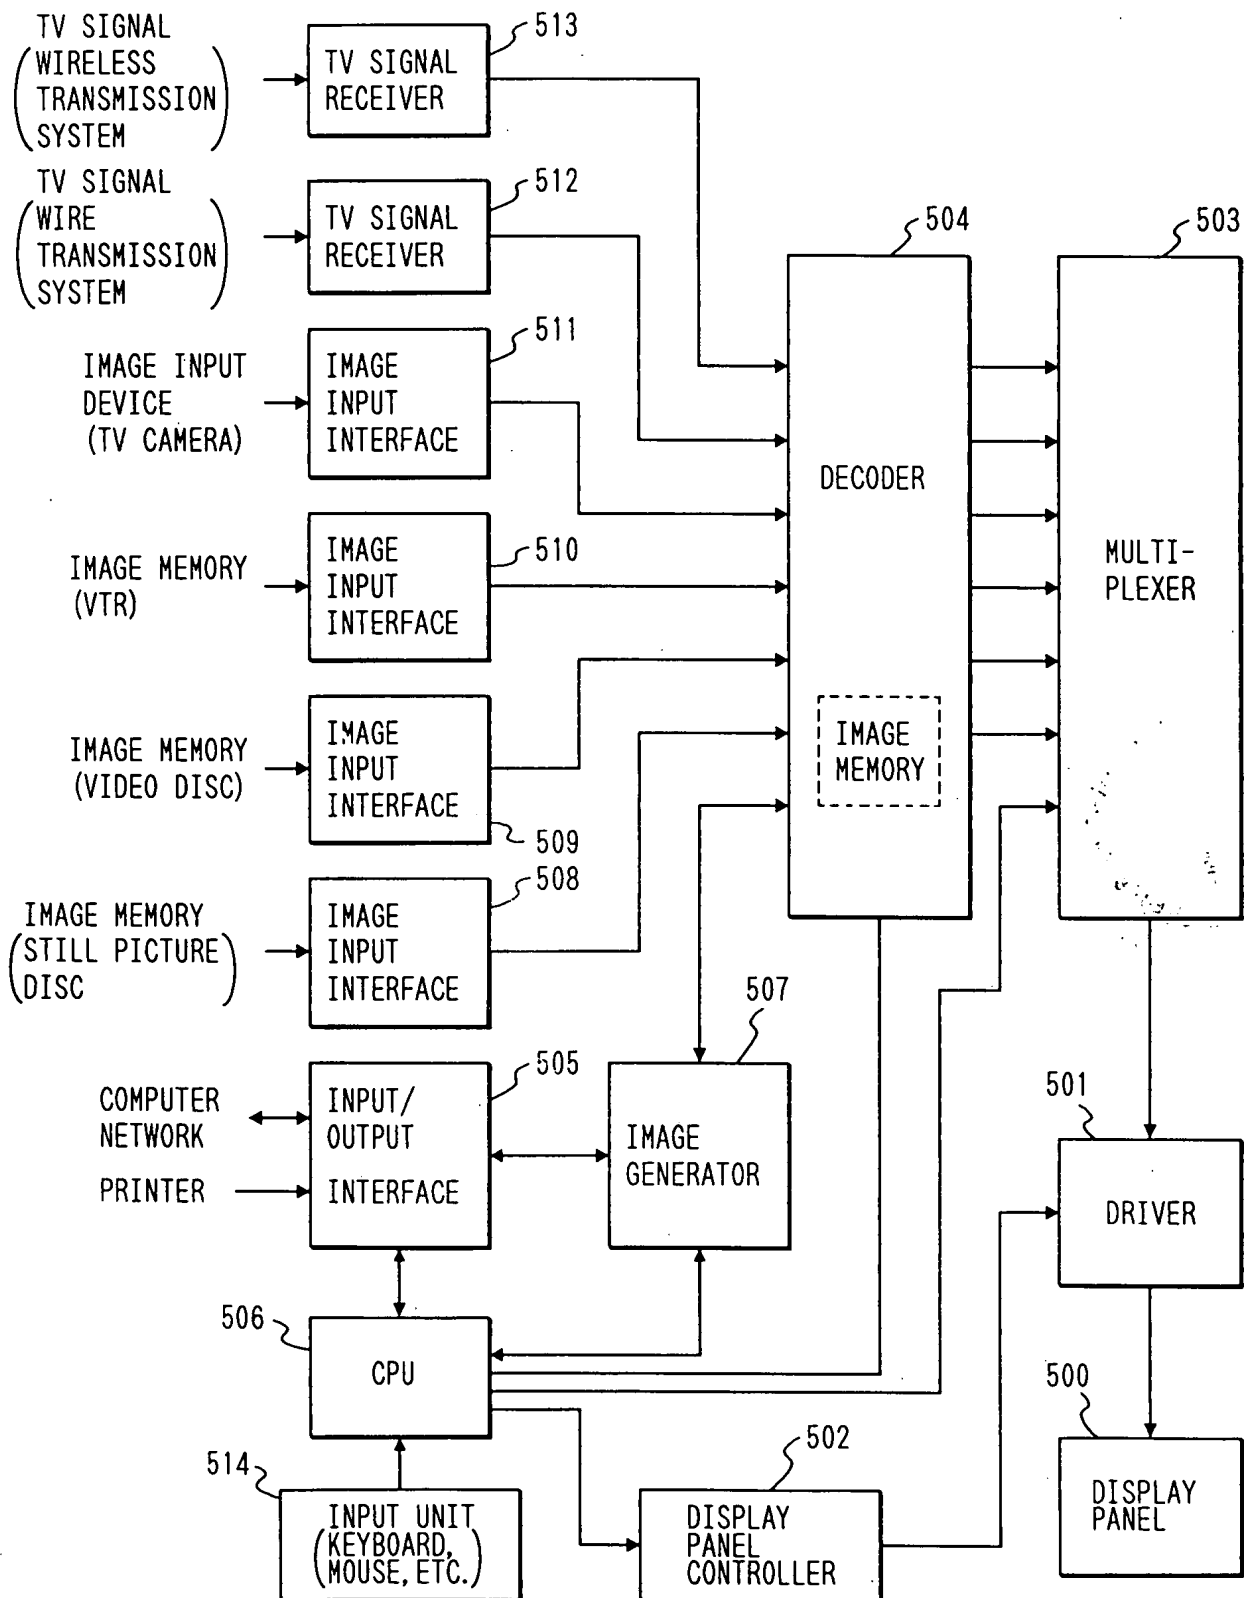 TV SIGNAL
(WIRELESS
TRANSMISSION
SYSTEM)
TV SIGNAL
RECEIVER
513
TV SIGNAL
(WIRE
TRANSMISSION
SYSTEM)
TV SIGNAL
RECEIVER
512
IMAGE INPUT
DEVICE
(TV CAMERA)
IMAGE
INPUT
INTERFACE
511
IMAGE MEMORY
(VTR)
IMAGE
INPUT
INTERFACE
510
IMAGE MEMORY
(VIDEO DISC)
IMAGE
INPUT
INTERFACE
509
IMAGE MEMORY
(STILL PICTURE
DISC)
IMAGE
INPUT
INTERFACE
508
504
DECODER
IMAGE
MEMORY
503
MULTI-
PLEXER
COMPUTER
NETWORK
PRINTER
INPUT/
OUTPUT
INTERFACE
505
507
IMAGE
GENERATOR
501
DRIVER
506
CPU
500
DISPLAY
PANEL
514
INPUT UNIT
(KEYBOARD,
MOUSE, ETC.)
502
DISPLAY
PANEL
CONTROLLER